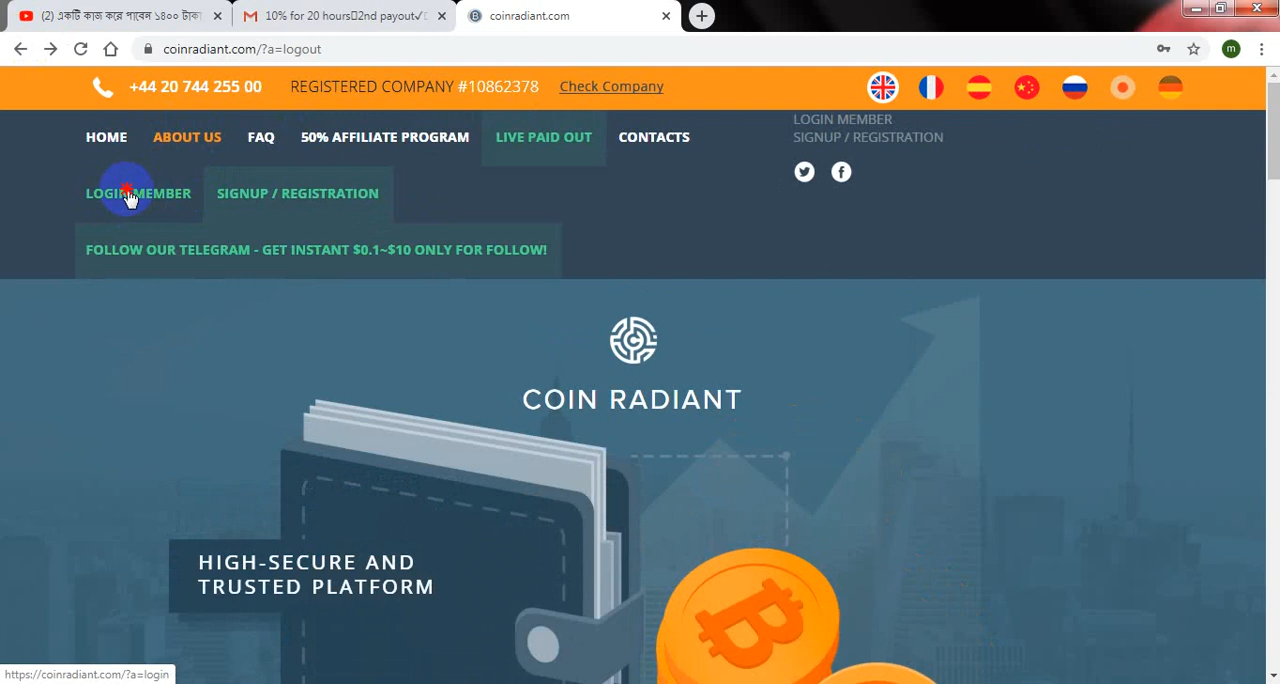 (2) একটি কাজ করে পাবেন ১৪০০ টাকা
10% for 20 hours 2nd payout✓
coinradiant.com
coinradiant.com/?a=logout
m
+44 20 744 255 00
REGISTERED COMPANY #10862378
Check Company
HOME
ABOUT US
FAQ
50% AFFILIATE PROGRAM
LIVE PAID OUT
CONTACTS
LOGIN MEMBER
SIGNUP / REGISTRATION
LOGIN MEMBER
SIGNUP / REGISTRATION
FOLLOW OUR TELEGRAM - GET INSTANT $0.1~$10 ONLY FOR FOLLOW!
COIN RADIANT
HIGH-SECURE AND
TRUSTED PLATFORM
https://coinradiant.com/?a=login